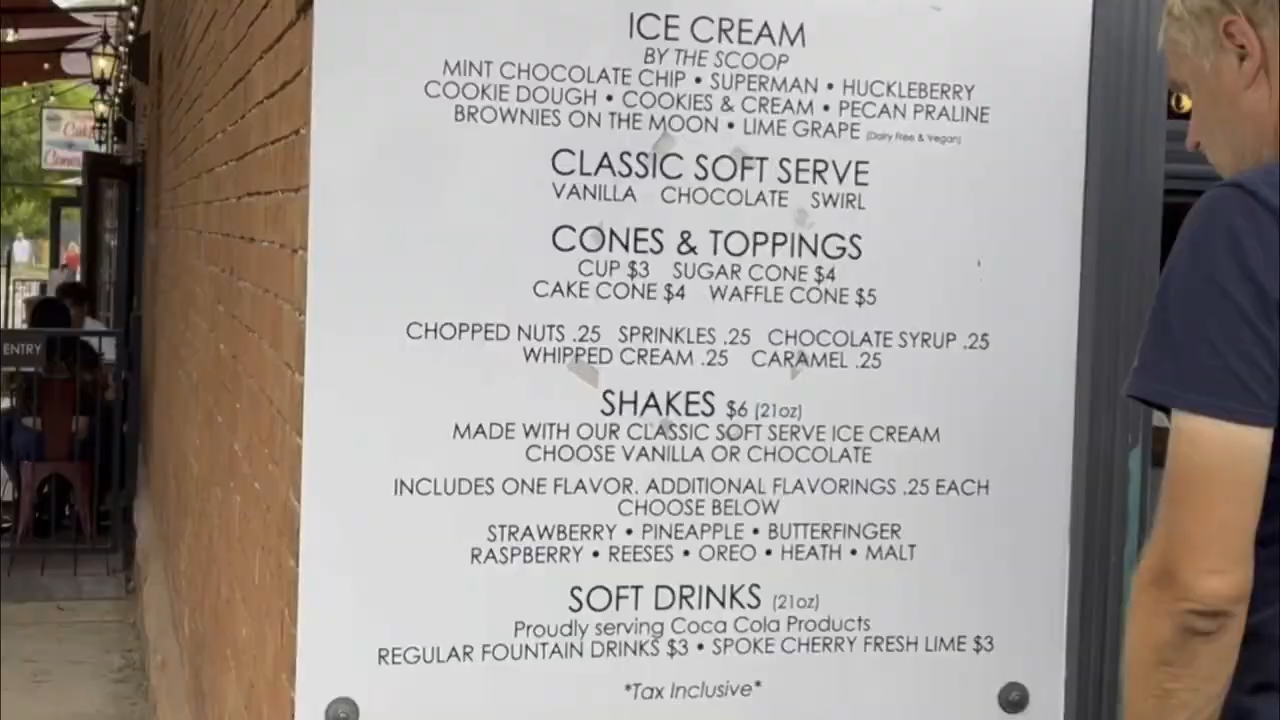 ICE CREAM
BY THE SCOOP
MINT CHOCOLATE CHIP • SUPERMAN • HUCKLEBERRY
COOKIE DOUGH • COOKIES & CREAM • PECAN PRALINE
BROWNIES ON THE MOON • LIME GRAPE (Dairy Free & Vegan)
CLASSIC SOFT SERVE
VANILLA CHOCOLATE SWIRL
CONES & TOPPINGS
CUP $3 SUGAR CONE $4
CAKE CONE $4 WAFFLE CONE $5
CHOPPED NUTS .25 SPRINKLES .25 CHOCOLATE SYRUP .25
WHIPPED CREAM .25 CARAMEL .25
SHAKES $6 (21oz)
MADE WITH OUR CLASSIC SOFT SERVE ICE CREAM
CHOOSE VANILLA OR CHOCOLATE
INCLUDES ONE FLAVOR. ADDITIONAL FLAVORINGS .25 EACH
CHOOSE BELOW
STRAWBERRY • PINEAPPLE • BUTTERFINGER
RASPBERRY • REESES • OREO • HEATH • MALT
SOFT DRINKS (21oz)
Proudly serving Coca Cola Products
REGULAR FOUNTAIN DRINKS $3 • SPOKE CHERRY FRESH LIME $3
*Tax Inclusive*
ENTRY
Cones